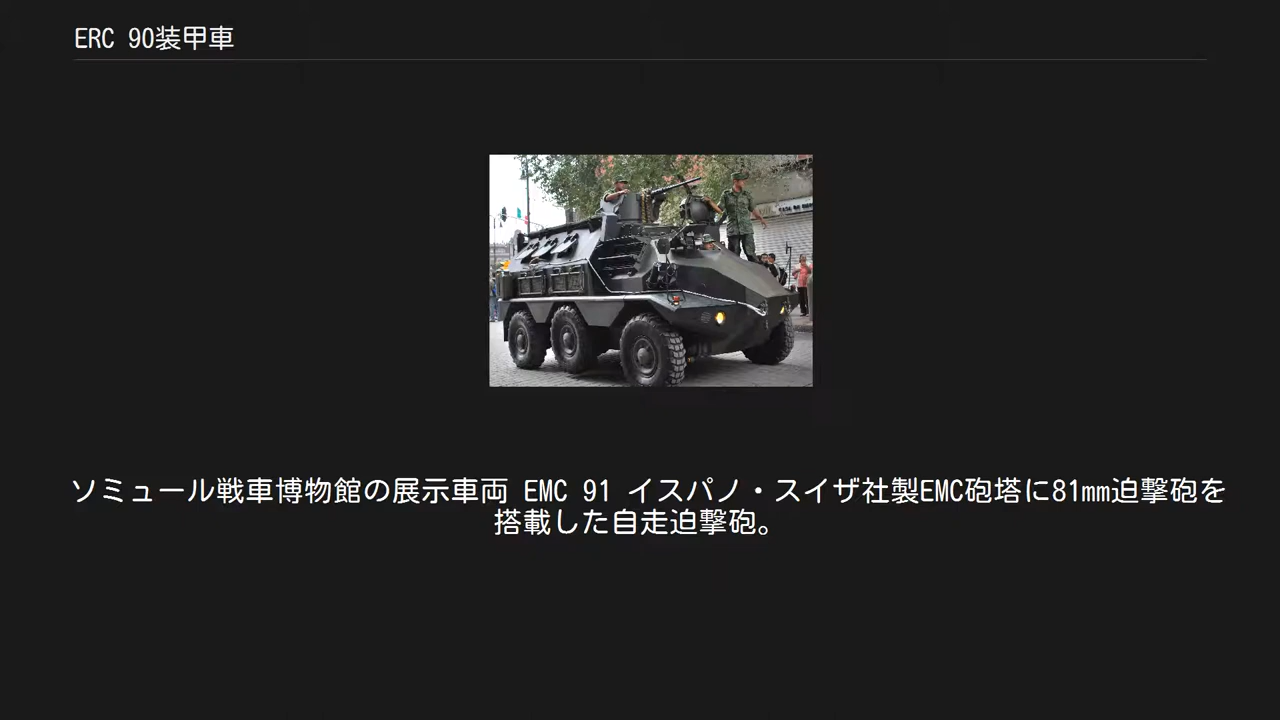 ERC 90装甲車
ソミュール戦車博物館の展示車両 EMC 91 イスパノ・スイザ社製EMC砲塔に81mm迫撃砲を
搭載した自走迫撃砲。